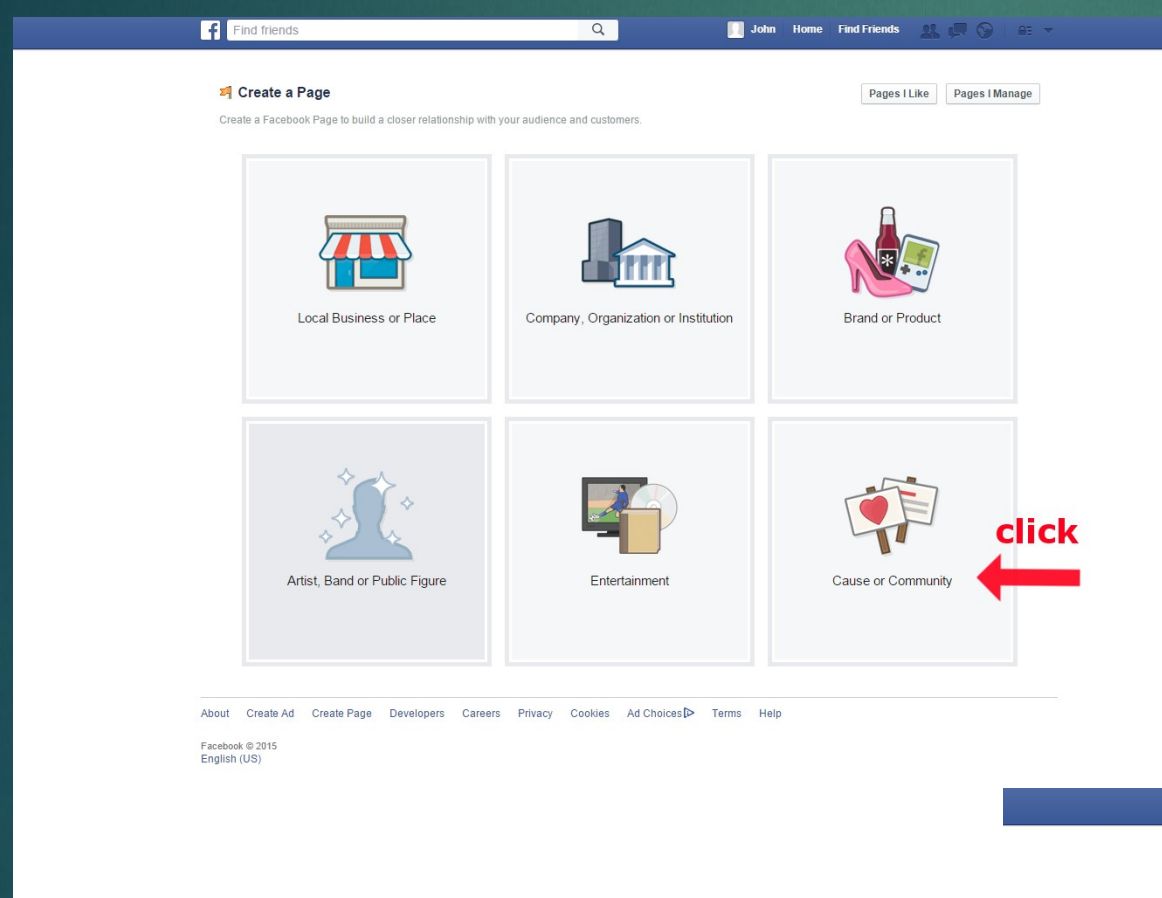 f Find friends
John Home Find Friends
Create a Page
Pages I Like Pages I Manage
Create a Facebook Page to build a closer relationship with your audience and customers.
Local Business or Place
Company, Organization or Institution
Brand or Product
click
Artist, Band or Public Figure
Entertainment
Cause or Community
About Create Ad Create Page Developers Careers Privacy Cookies Ad Choices Terms Help
Facebook © 2015
English (US)